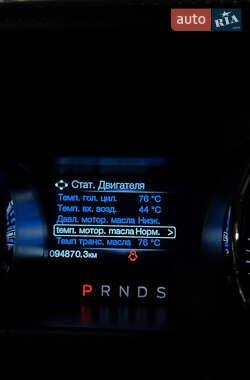 auto RIA
.com
Стат. Двигателя
Темп. гол. цил. 76 °C
Темп. вх. возд. 44 °C
Давл. мотор. масла Низк.
темп. мотор. масла Норм. >
Темп транс. масла 76 °C
094870.3км
P R N D S